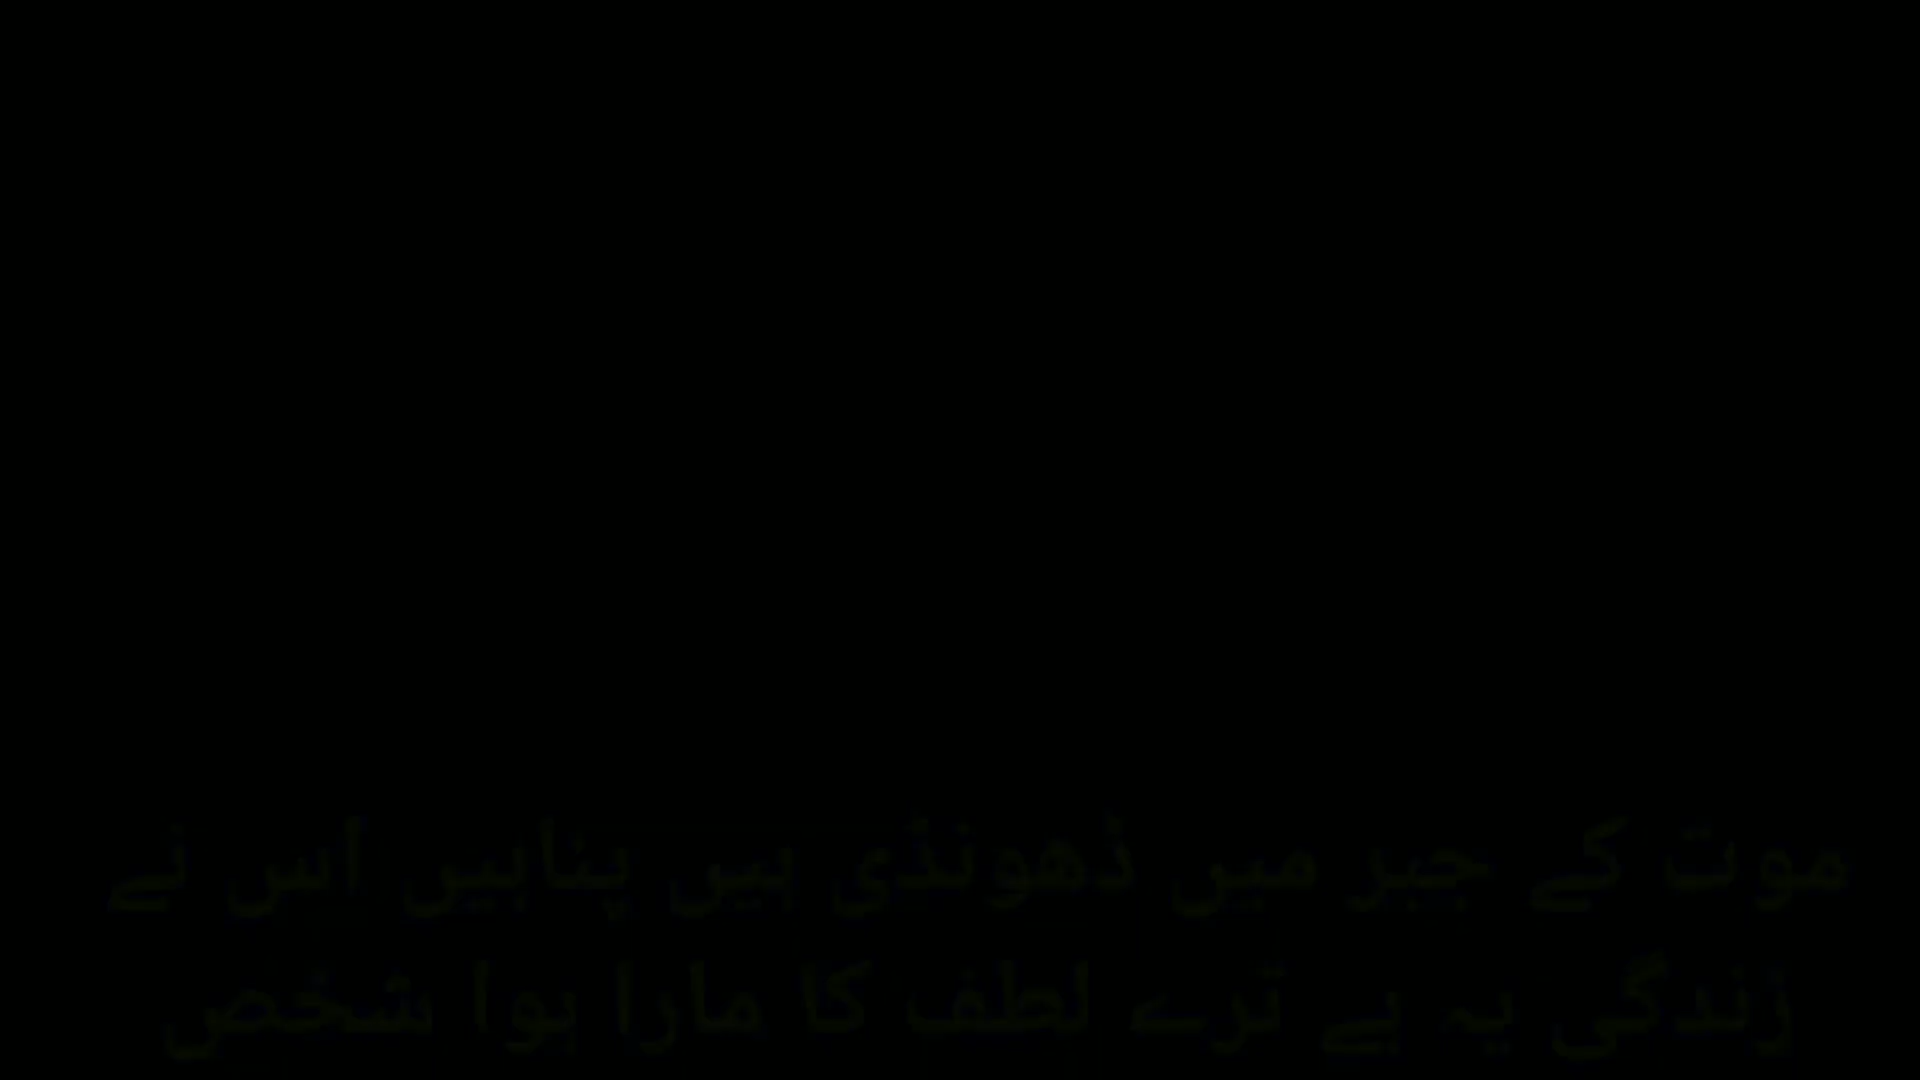 موت کے جبر میں ڈھونڈی ہیں پناہیں اس نے
زندگی یہ ہے ترے لطف کا مارا ہوا شخص